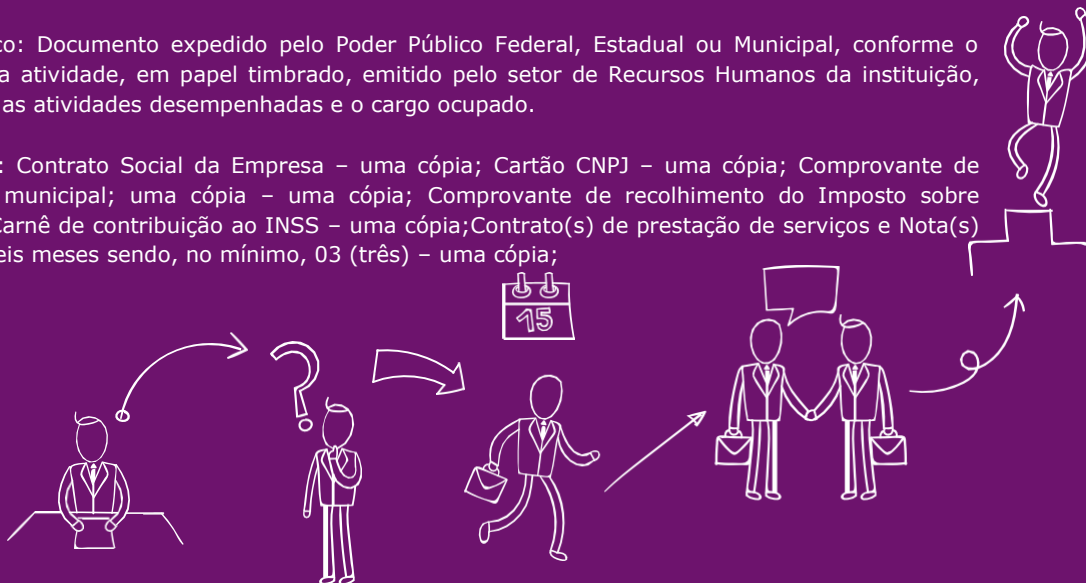 co: Documento expedido pelo Poder Público Federal, Estadual ou Municipal, conforme o
a atividade, em papel timbrado, emitido pelo setor de Recursos Humanos da instituição,
as atividades desempenhadas e o cargo ocupado.
: Contrato Social da Empresa – uma cópia; Cartão CNPJ – uma cópia; Comprovante de
municipal; uma cópia – uma cópia; Comprovante de recolhimento do Imposto sobre
Carnê de contribuição ao INSS – uma cópia;Contrato(s) de prestação de serviços e Nota(s)
eis meses sendo, no mínimo, 03 (três) – uma cópia;
15